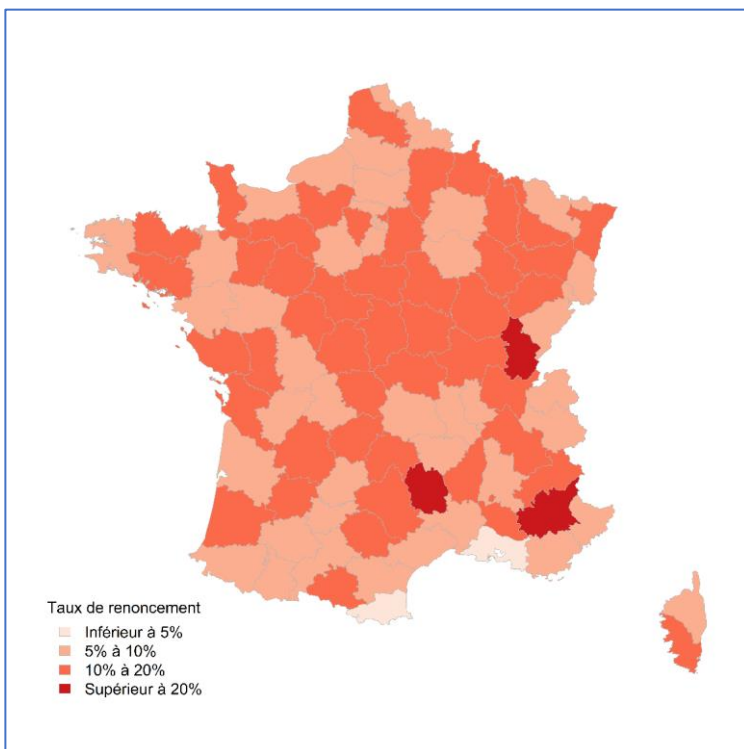 Taux de renoncement
Inférieur à 5%
5% à 10%
10% à 20%
Supérieur à 20%